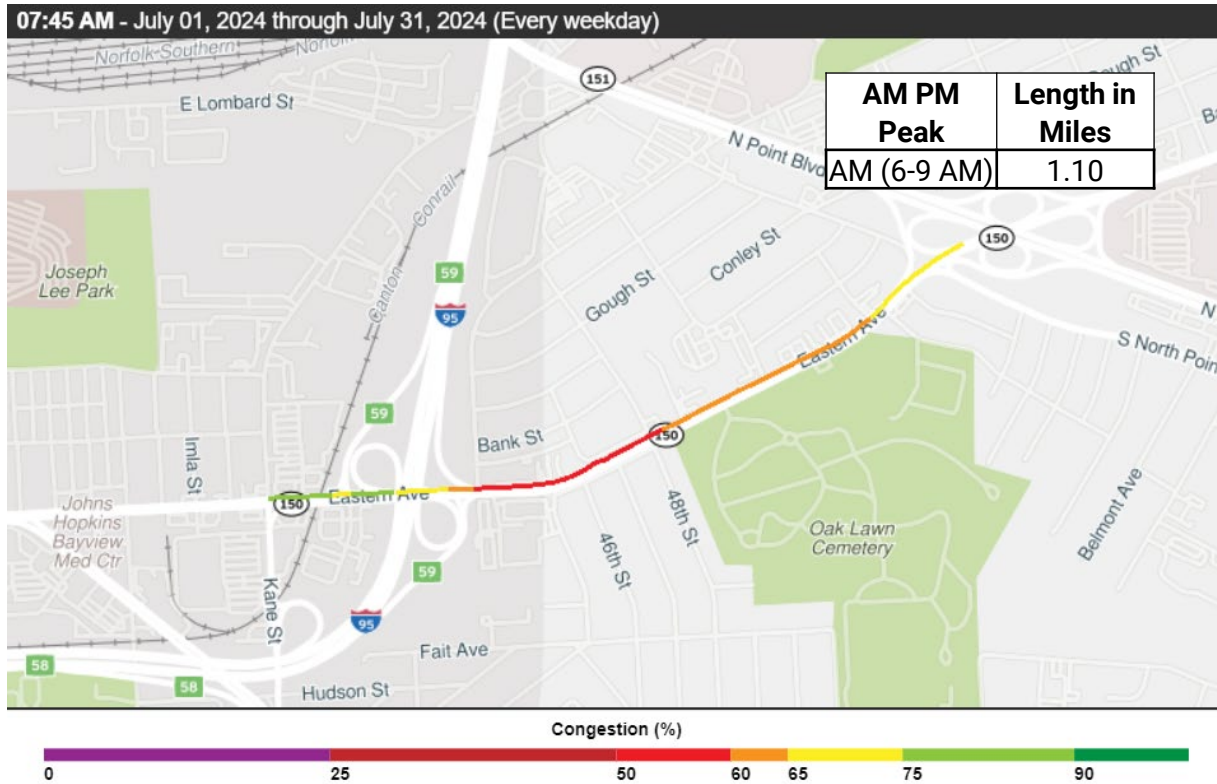 07:45 AM - July 01, 2024 through July 31, 2024 (Every weekday)
Norfolk-Southern
E Lombard St
151
Gough St
N Point Blvd
AM PM
Peak
Length in
Miles
AM (6-9 AM)
1.10
Conrail
Canton
Joseph
Lee Park
59
95
Gough St
Conley St
150
N
S North Point
Eastern Ave
59
Bank St
150
Imla St
150
Eastern Ave
Johns
Hopkins
Bayview
Med Ctr
48th St
46th St
Oak Lawn
Cemetery
Belmont Ave
59
Kane St
95
Fait Ave
58
58
Hudson St
Congestion (%)
0
25
50
60
65
75
90